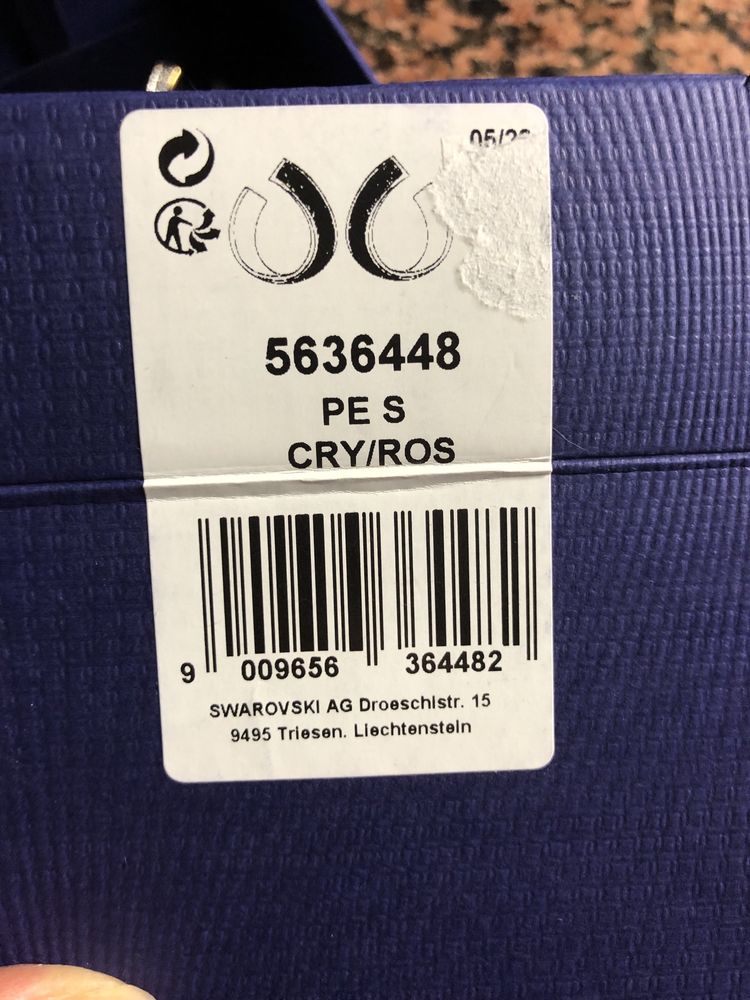 5636448
PE S
CRY/ROS
9 009656 364482
SWAROVSKI AG Droeschistr. 15
9495 Triesen. Liechtenstein